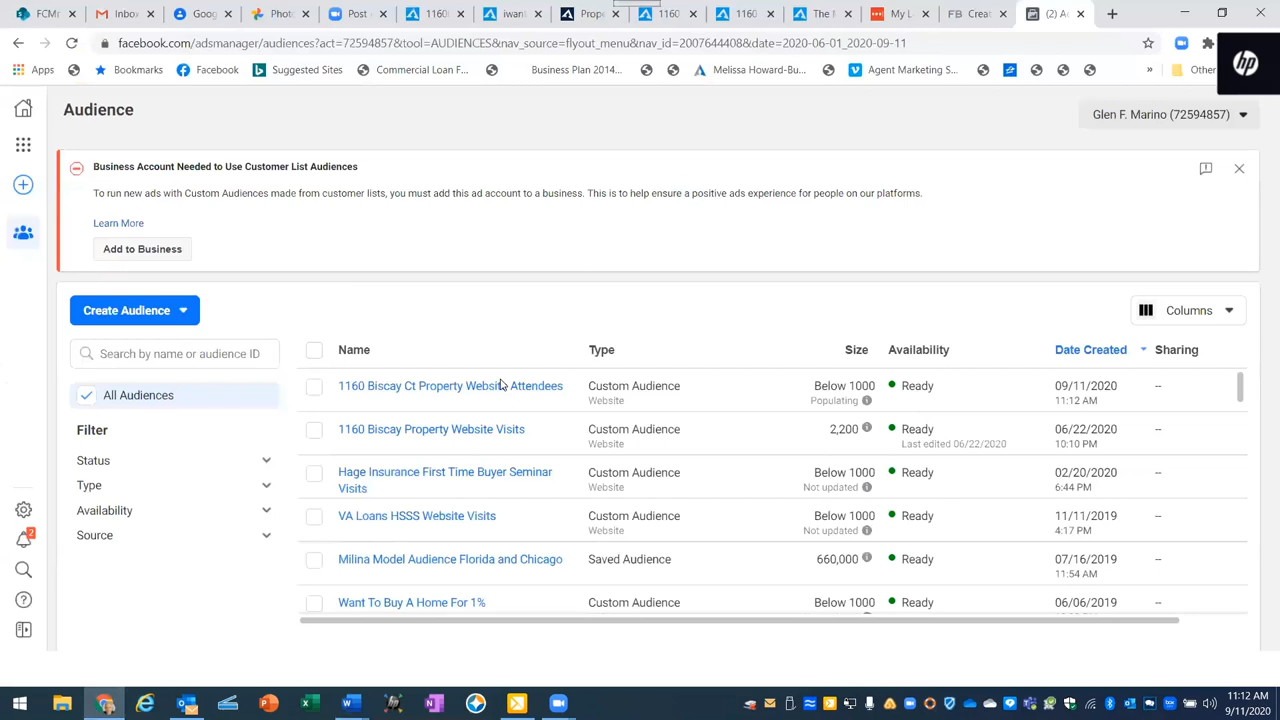 FCMr
Inbox
Goog
Photo
Post
1160
iwant
Prope
1160
1160
The M
My L
FB Creat
(2) Ac
facebook.com/adsmanager/audiences?act=72594857&tool=AUDIENCES&nav_source=flyout_menu&nav_id=2007644408&date=2020-06-01_2020-09-11
Apps
Bookmarks
Facebook
Suggested Sites
Commercial Loan F...
Business Plan 2014...
Melissa Howard-Bu...
Agent Marketing S...
»
Other
hp
Audience
Glen F. Marino (72594857)
Business Account Needed to Use Customer List Audiences
To run new ads with Custom Audiences made from customer lists, you must add this ad account to a business. This is to help ensure a positive ads experience for people on our platforms.
Learn More
Add to Business
Create Audience
Columns
Search by name or audience ID
All Audiences
Filter
Status
Type
Availability
Source
2
Name Type Size Availability Date Created Sharing
1160 Biscay Ct Property Website Attendees Custom Audience Below 1000 Ready 09/11/2020 --
Website Populating 11:12 AM
1160 Biscay Property Website Visits Custom Audience 2,200 Ready 06/22/2020 --
Website Last edited 06/22/2020 10:10 PM
Hage Insurance First Time Buyer Seminar Custom Audience Below 1000 Ready 02/20/2020 --
Visits Website Not updated 6:44 PM
VA Loans HSSS Website Visits Custom Audience Below 1000 Ready 11/11/2019 --
Website Not updated 4:17 PM
Milina Model Audience Florida and Chicago Saved Audience 660,000 Ready 07/16/2019 --
11:54 AM
Want To Buy A Home For 1% Custom Audience Below 1000 Ready 06/06/2019 --
11:12 AM
9/11/2020